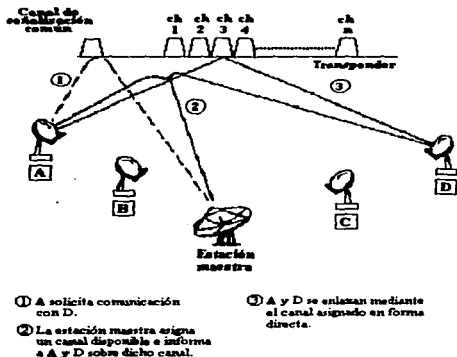 Canal de
señalización
común
ch
1
ch
2
ch
3
ch
4
ch
n
Transponder
①
②
③
A
B
C
D
Estación
maestra
① A solicita comunicación
con D.
② La estación maestra asigna
un canal disponible e informa
a A y D sobre dicho canal.
③ A y D se enlazan mediante
el canal asignado en forma
directa.